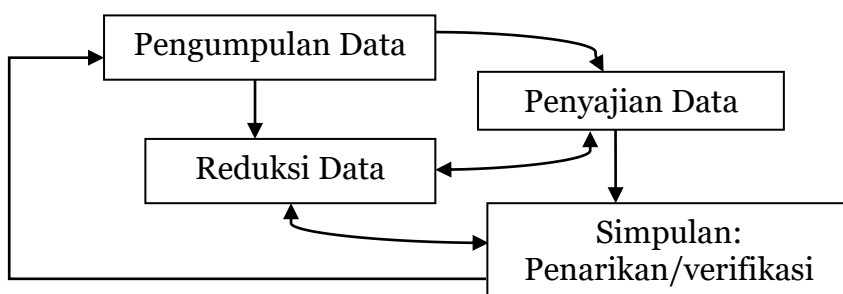 Pengumpulan Data
Penyajian Data
Reduksi Data
Simpulan:
Penarikan/verifikasi